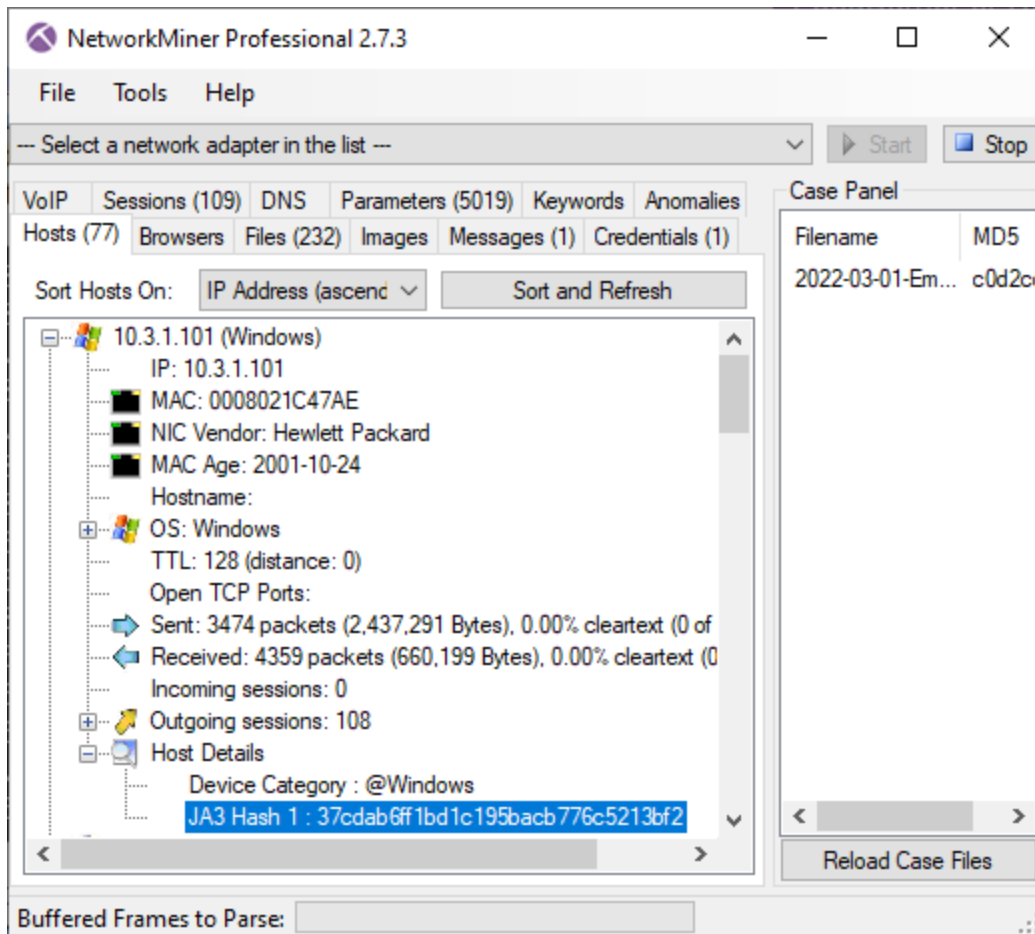 NetworkMiner Professional 2.7.3
File Tools Help
--- Select a network adapter in the list ---
Start
Stop
VoIP Sessions (109) DNS Parameters (5019) Keywords Anomalies
Hosts (77) Browsers Files (232) Images Messages (1) Credentials (1)
Sort Hosts On: IP Address (ascend Sort and Refresh
10.3.1.101 (Windows)
IP: 10.3.1.101
MAC: 0008021C47AE
NIC Vendor: Hewlett Packard
MAC Age: 2001-10-24
Hostname:
OS: Windows
TTL: 128 (distance: 0)
Open TCP Ports:
Sent: 3474 packets (2,437,291 Bytes), 0.00% cleartext (0 of
Received: 4359 packets (660,199 Bytes), 0.00% cleartext (0
Incoming sessions: 0
Outgoing sessions: 108
Host Details
Device Category : @Windows
JA3 Hash 1 : 37cdab6ff1bd1c195bacb776c5213bf2
Case Panel
Filename MD5
2022-03-01-Em... c0d2c
Reload Case Files
Buffered Frames to Parse: